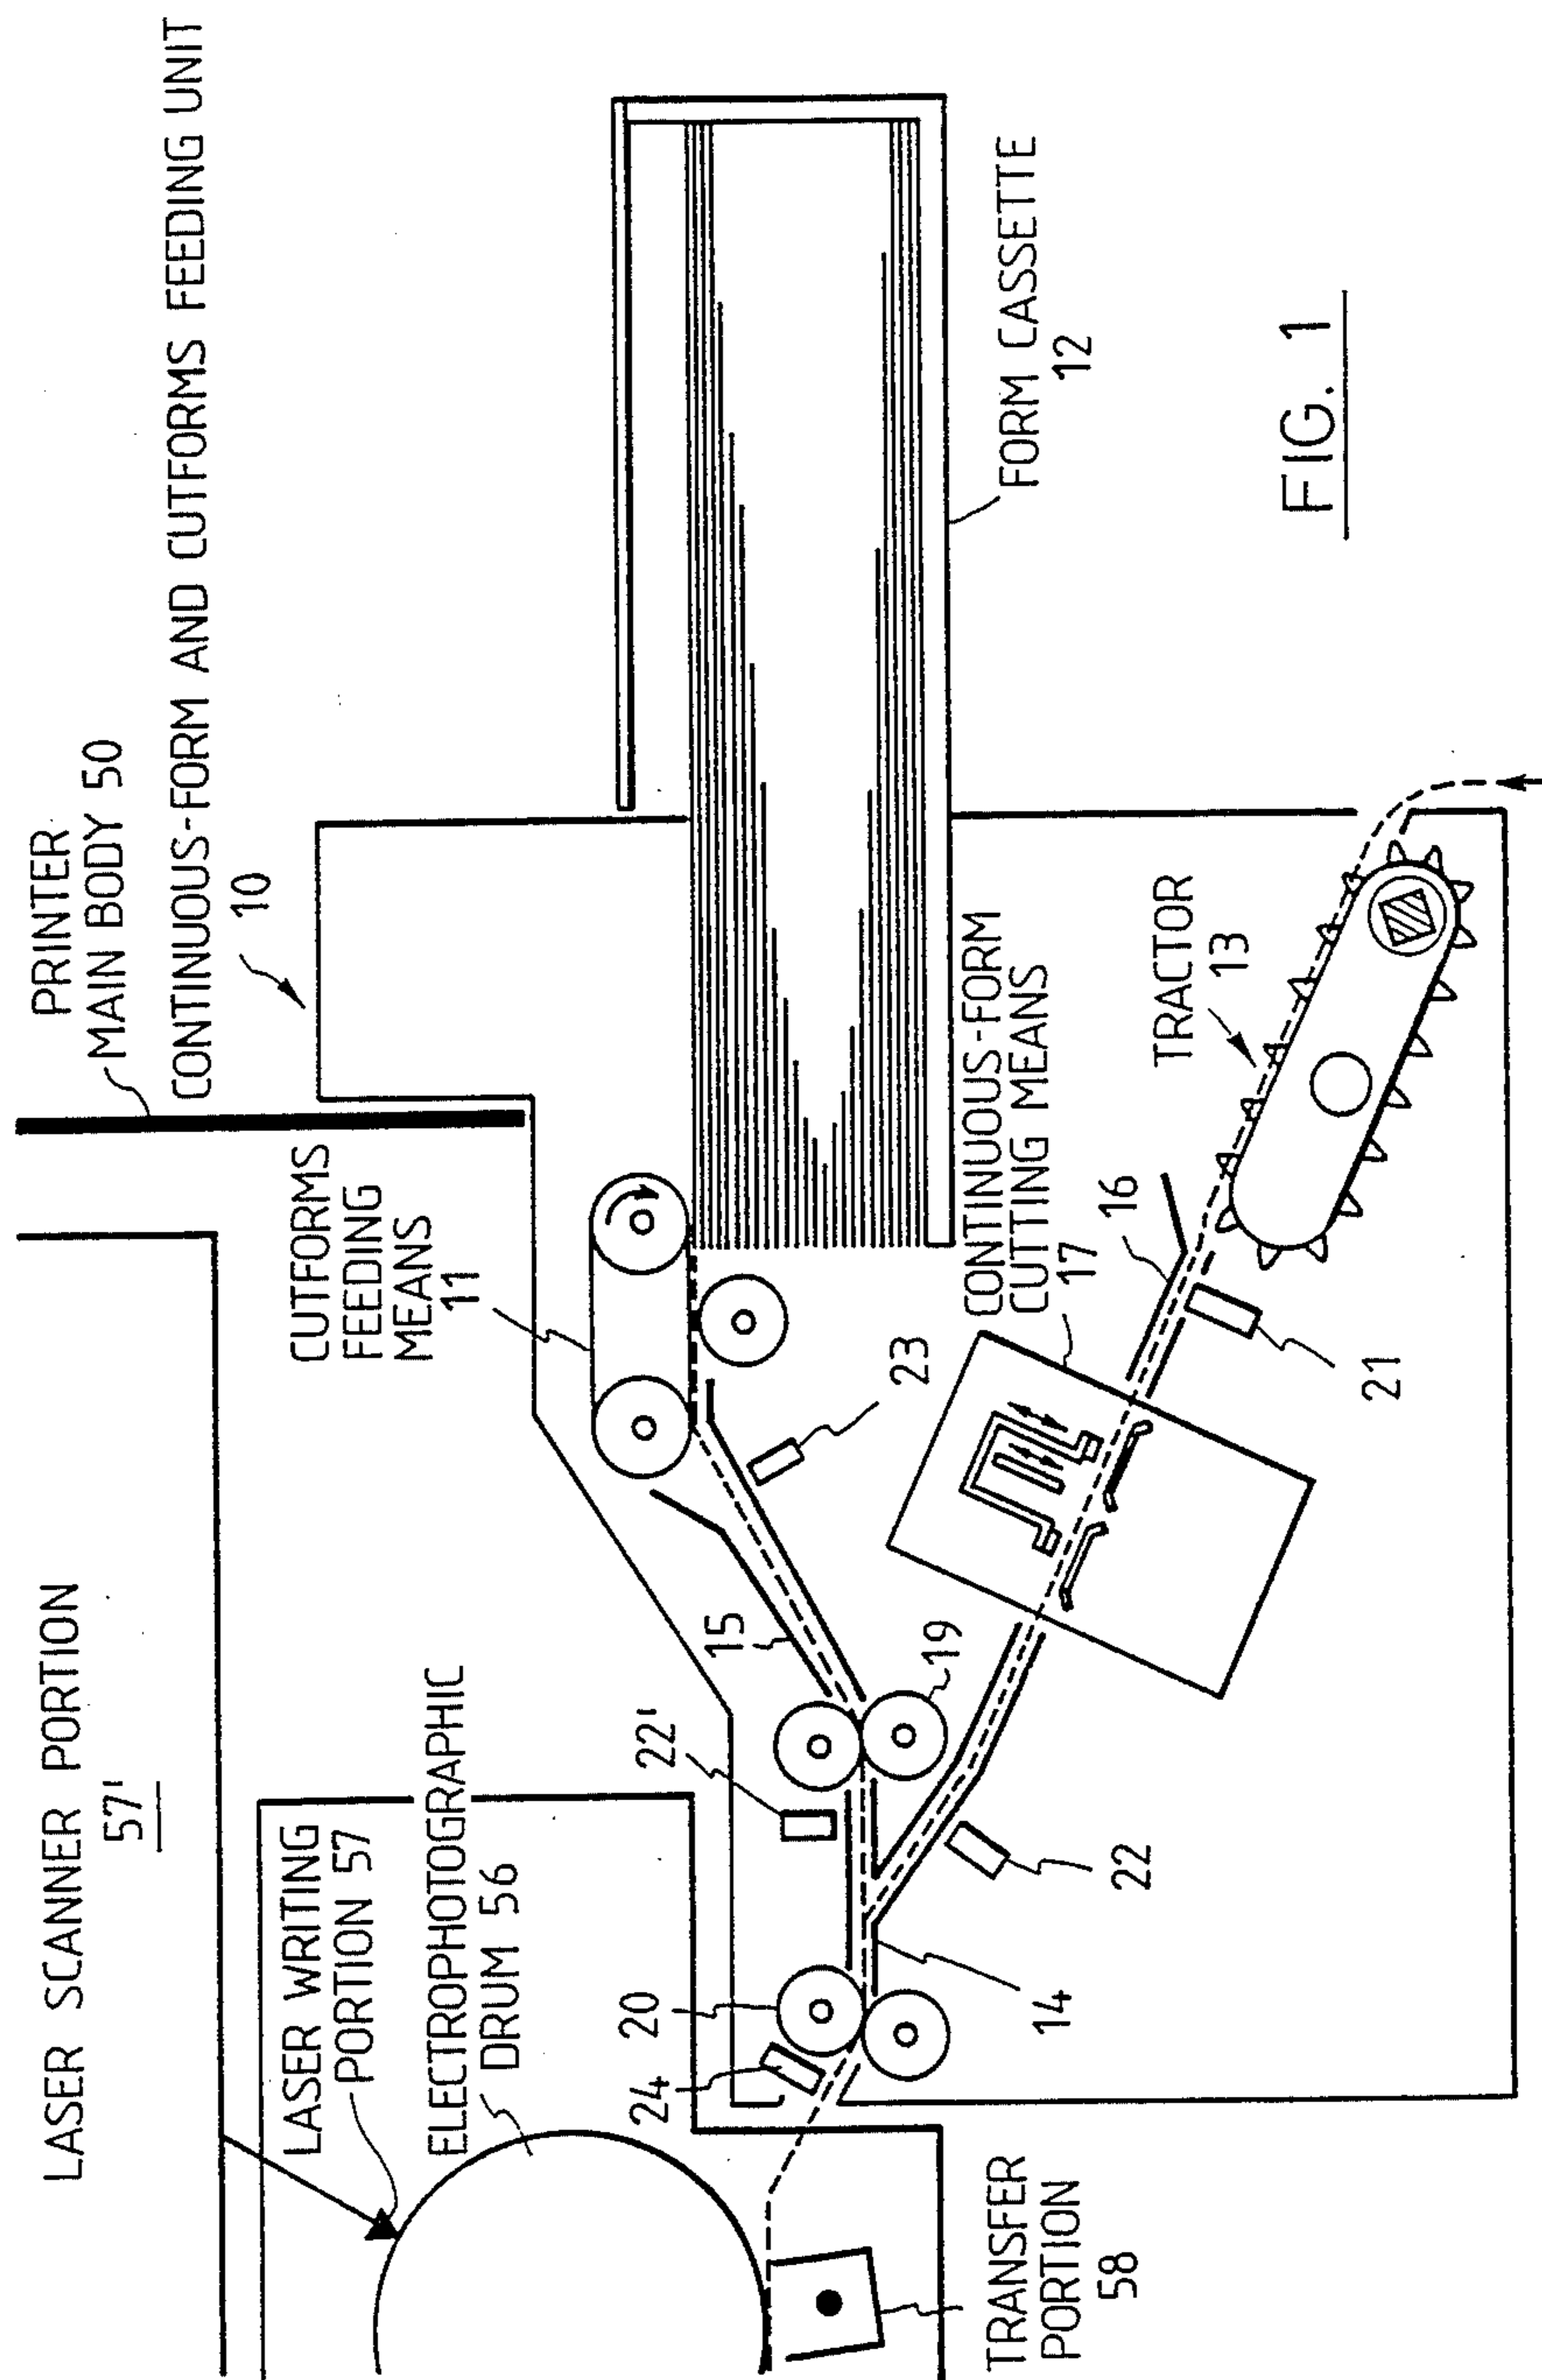 LASER SCANNER PORTION
57'
PRINTER
MAIN BODY 50
CONTINUOUS-FORM AND CUTFORMS FEEDING UNIT
10
LASER WRITING
PORTION 57
ELECTROPHOTOGRAPHIC
DRUM 56
CUTFORMS
FEEDING
MEANS
11
24
20
22'
15
19
23
FORM CASSETTE
12
CONTINUOUS-FORM
CUTTING MEANS
17
TRANSFER
PORTION
58
14
22
16
21
TRACTOR
13
FIG. 1